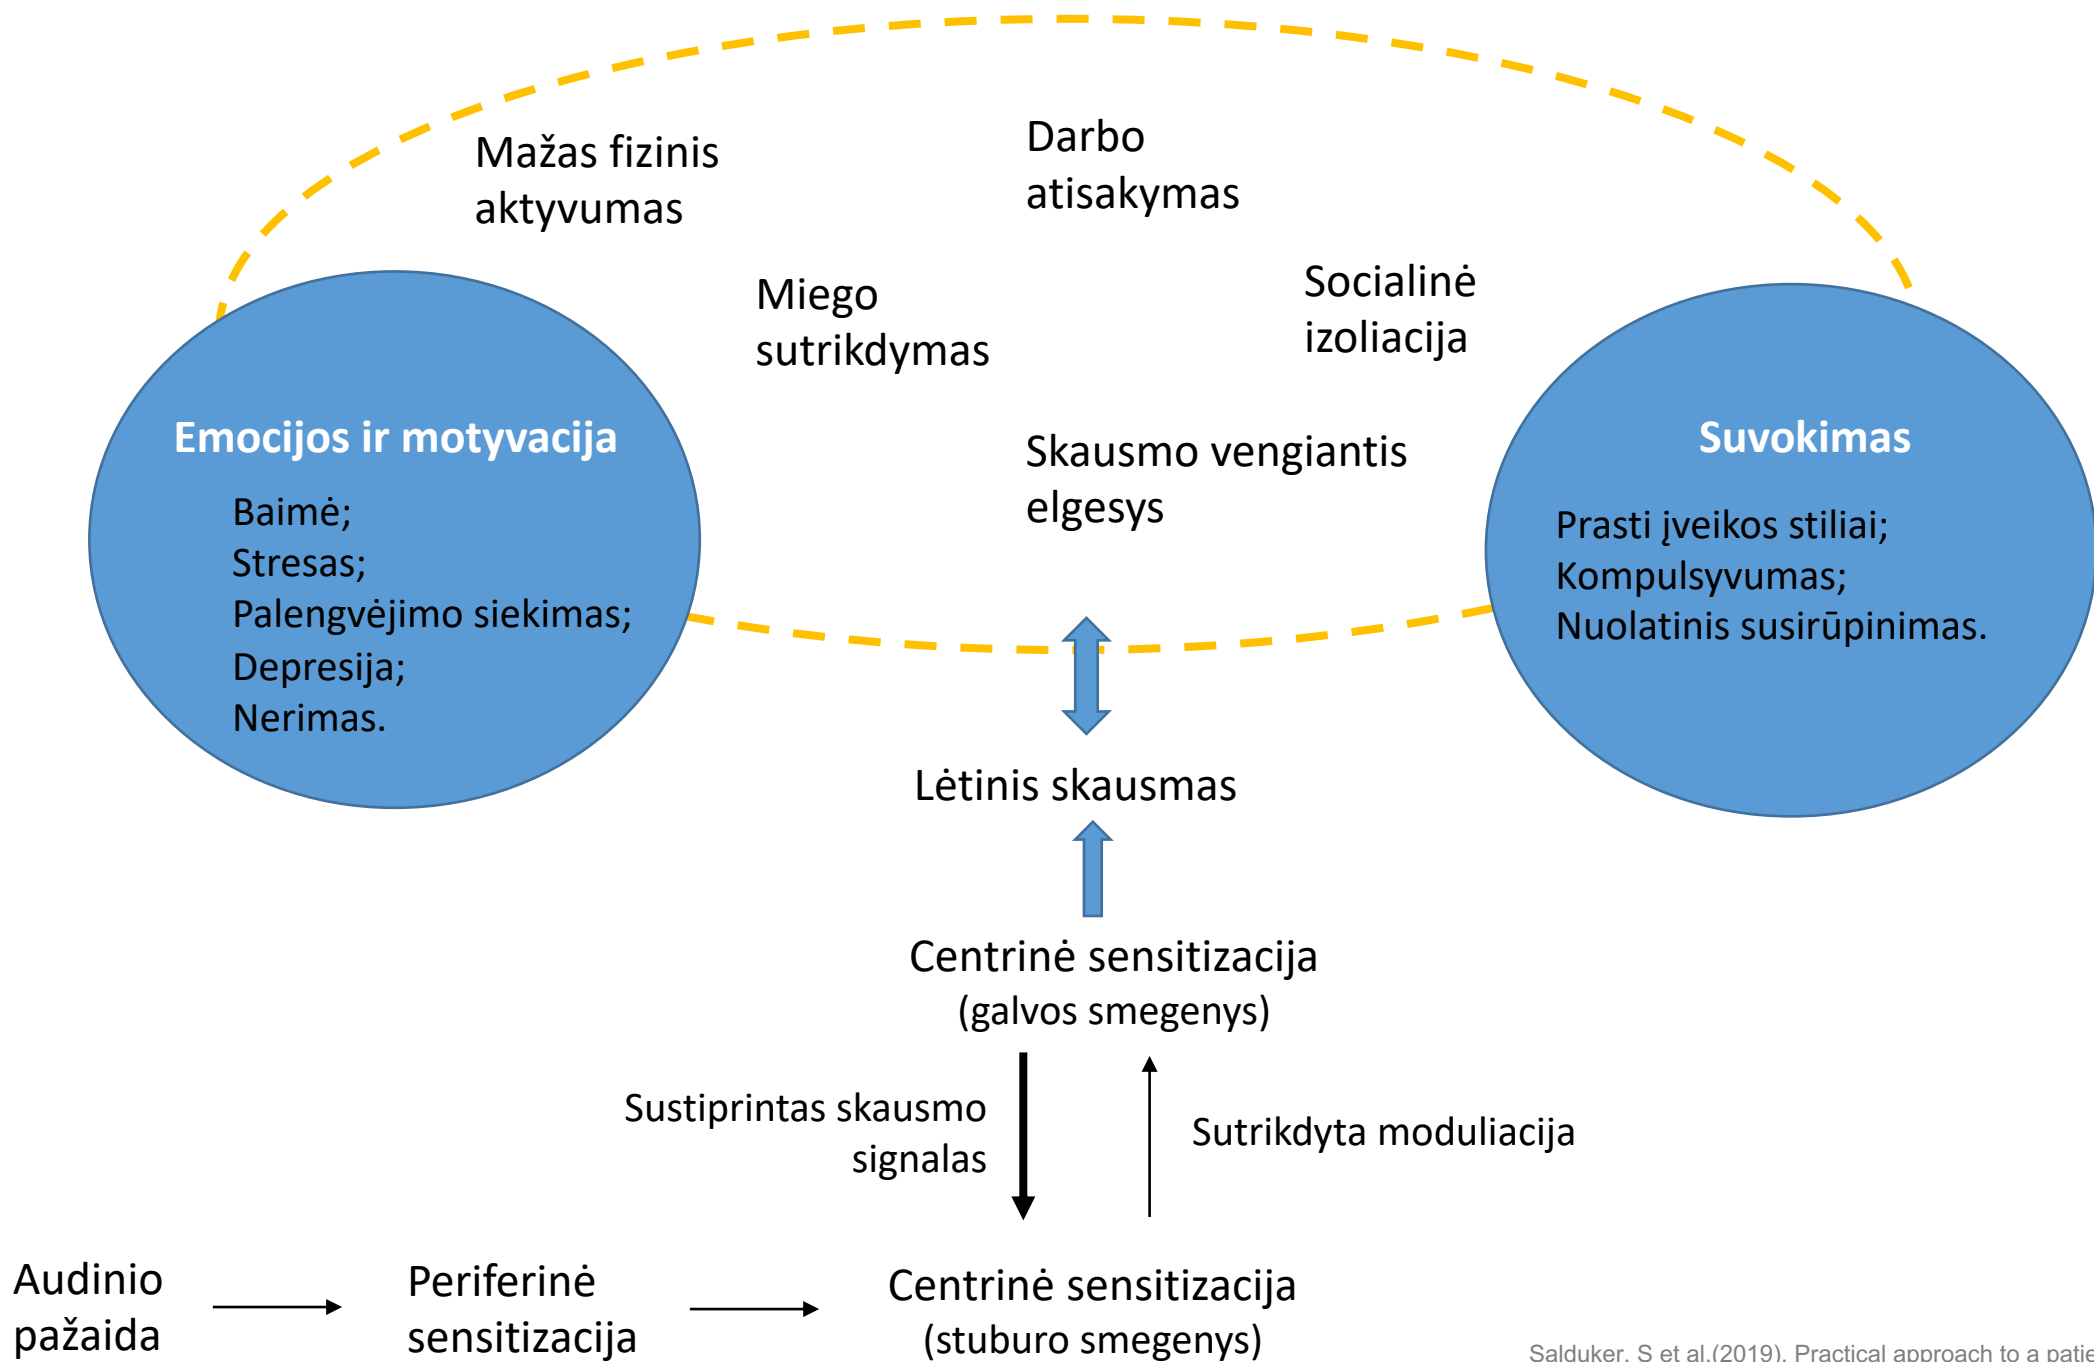 Mažas fizinis
aktyvumas
Darbo
atisakymas
Miego
sutrikdymas
Socialinė
izoliacija
Emocijos ir motyvacija
Baimė;
Stresas;
Palengvėjimo siekimas;
Depresija;
Nerimas.
Skausmo vengiantis
elgesys
Suvokimas
Prasti įveikos stiliai;
Kompulsyvumas;
Nuolatinis susirūpinimas.
Lėtinis skausmas
Centrinė sensitizacija
(galvos smegenys)
Sustiprintas skausmo
signalas
Sutrikdyta moduliacija
Audinio
pažaida
Periferinė
sensitizacija
Centrinė sensitizacija
(stuburo smegenys)
Salduker, S et al.(2019). Practical approach to a patie